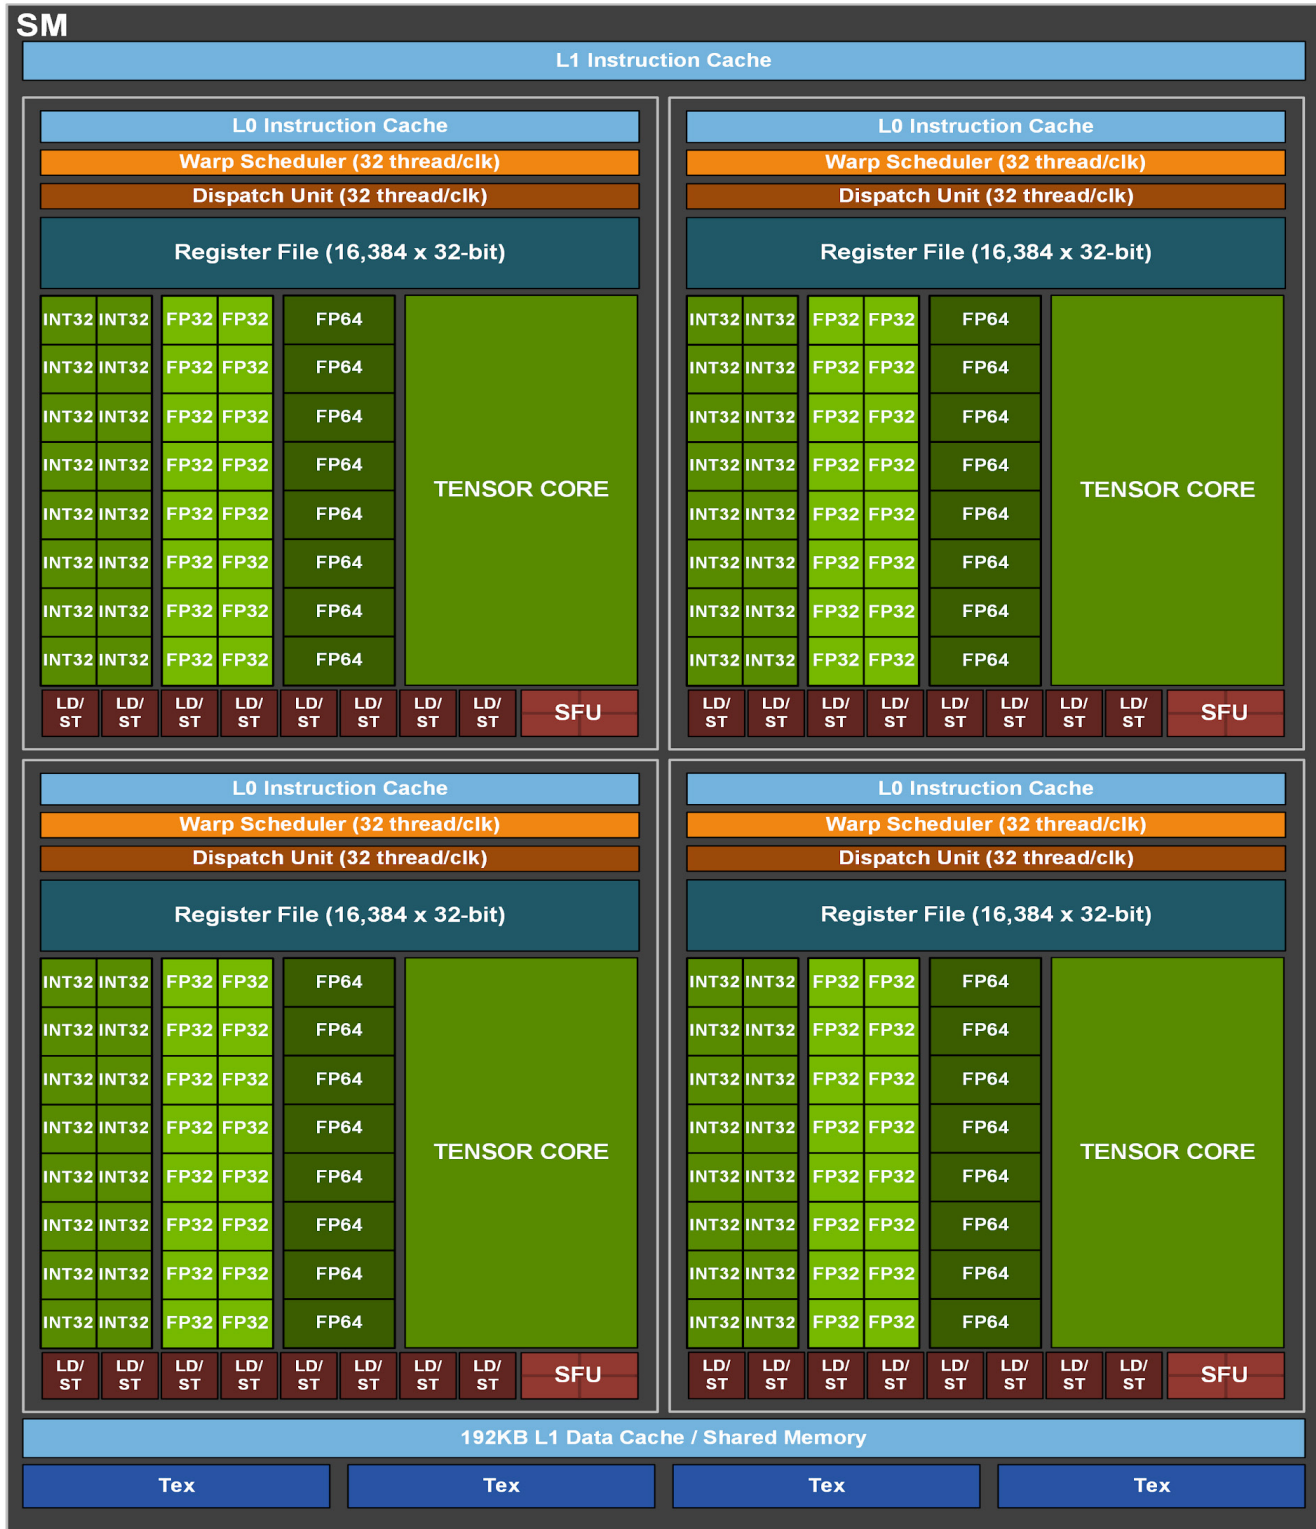 SM
L1 Instruction Cache
L0 Instruction Cache
Warp Scheduler (32 thread/clk)
Dispatch Unit (32 thread/clk)
Register File (16,384 x 32-bit)
INT32 INT32 FP32 FP32 FP64
INT32 INT32 FP32 FP32 FP64
INT32 INT32 FP32 FP32 FP64
INT32 INT32 FP32 FP32 FP64
TENSOR CORE
INT32 INT32 FP32 FP32 FP64
INT32 INT32 FP32 FP32 FP64
INT32 INT32 FP32 FP32 FP64
INT32 INT32 FP32 FP32 FP64
LD/ LD/ LD/ LD/ LD/ LD/ LD/ LD/
ST ST ST ST ST ST ST ST
SFU
L0 Instruction Cache
Warp Scheduler (32 thread/clk)
Dispatch Unit (32 thread/clk)
Register File (16,384 x 32-bit)
INT32 INT32 FP32 FP32 FP64
INT32 INT32 FP32 FP32 FP64
INT32 INT32 FP32 FP32 FP64
INT32 INT32 FP32 FP32 FP64
TENSOR CORE
INT32 INT32 FP32 FP32 FP64
INT32 INT32 FP32 FP32 FP64
INT32 INT32 FP32 FP32 FP64
INT32 INT32 FP32 FP32 FP64
LD/ LD/ LD/ LD/ LD/ LD/ LD/ LD/
ST ST ST ST ST ST ST ST
SFU
L0 Instruction Cache
Warp Scheduler (32 thread/clk)
Dispatch Unit (32 thread/clk)
Register File (16,384 x 32-bit)
INT32 INT32 FP32 FP32 FP64
INT32 INT32 FP32 FP32 FP64
INT32 INT32 FP32 FP32 FP64
INT32 INT32 FP32 FP32 FP64
TENSOR CORE
INT32 INT32 FP32 FP32 FP64
INT32 INT32 FP32 FP32 FP64
INT32 INT32 FP32 FP32 FP64
INT32 INT32 FP32 FP32 FP64
LD/ LD/ LD/ LD/ LD/ LD/ LD/ LD/
ST ST ST ST ST ST ST ST
SFU
L0 Instruction Cache
Warp Scheduler (32 thread/clk)
Dispatch Unit (32 thread/clk)
Register File (16,384 x 32-bit)
INT32 INT32 FP32 FP32 FP64
INT32 INT32 FP32 FP32 FP64
INT32 INT32 FP32 FP32 FP64
INT32 INT32 FP32 FP32 FP64
TENSOR CORE
INT32 INT32 FP32 FP32 FP64
INT32 INT32 FP32 FP32 FP64
INT32 INT32 FP32 FP32 FP64
INT32 INT32 FP32 FP32 FP64
LD/ LD/ LD/ LD/ LD/ LD/ LD/ LD/
ST ST ST ST ST ST ST ST
SFU
192KB L1 Data Cache / Shared Memory
Tex Tex Tex Tex